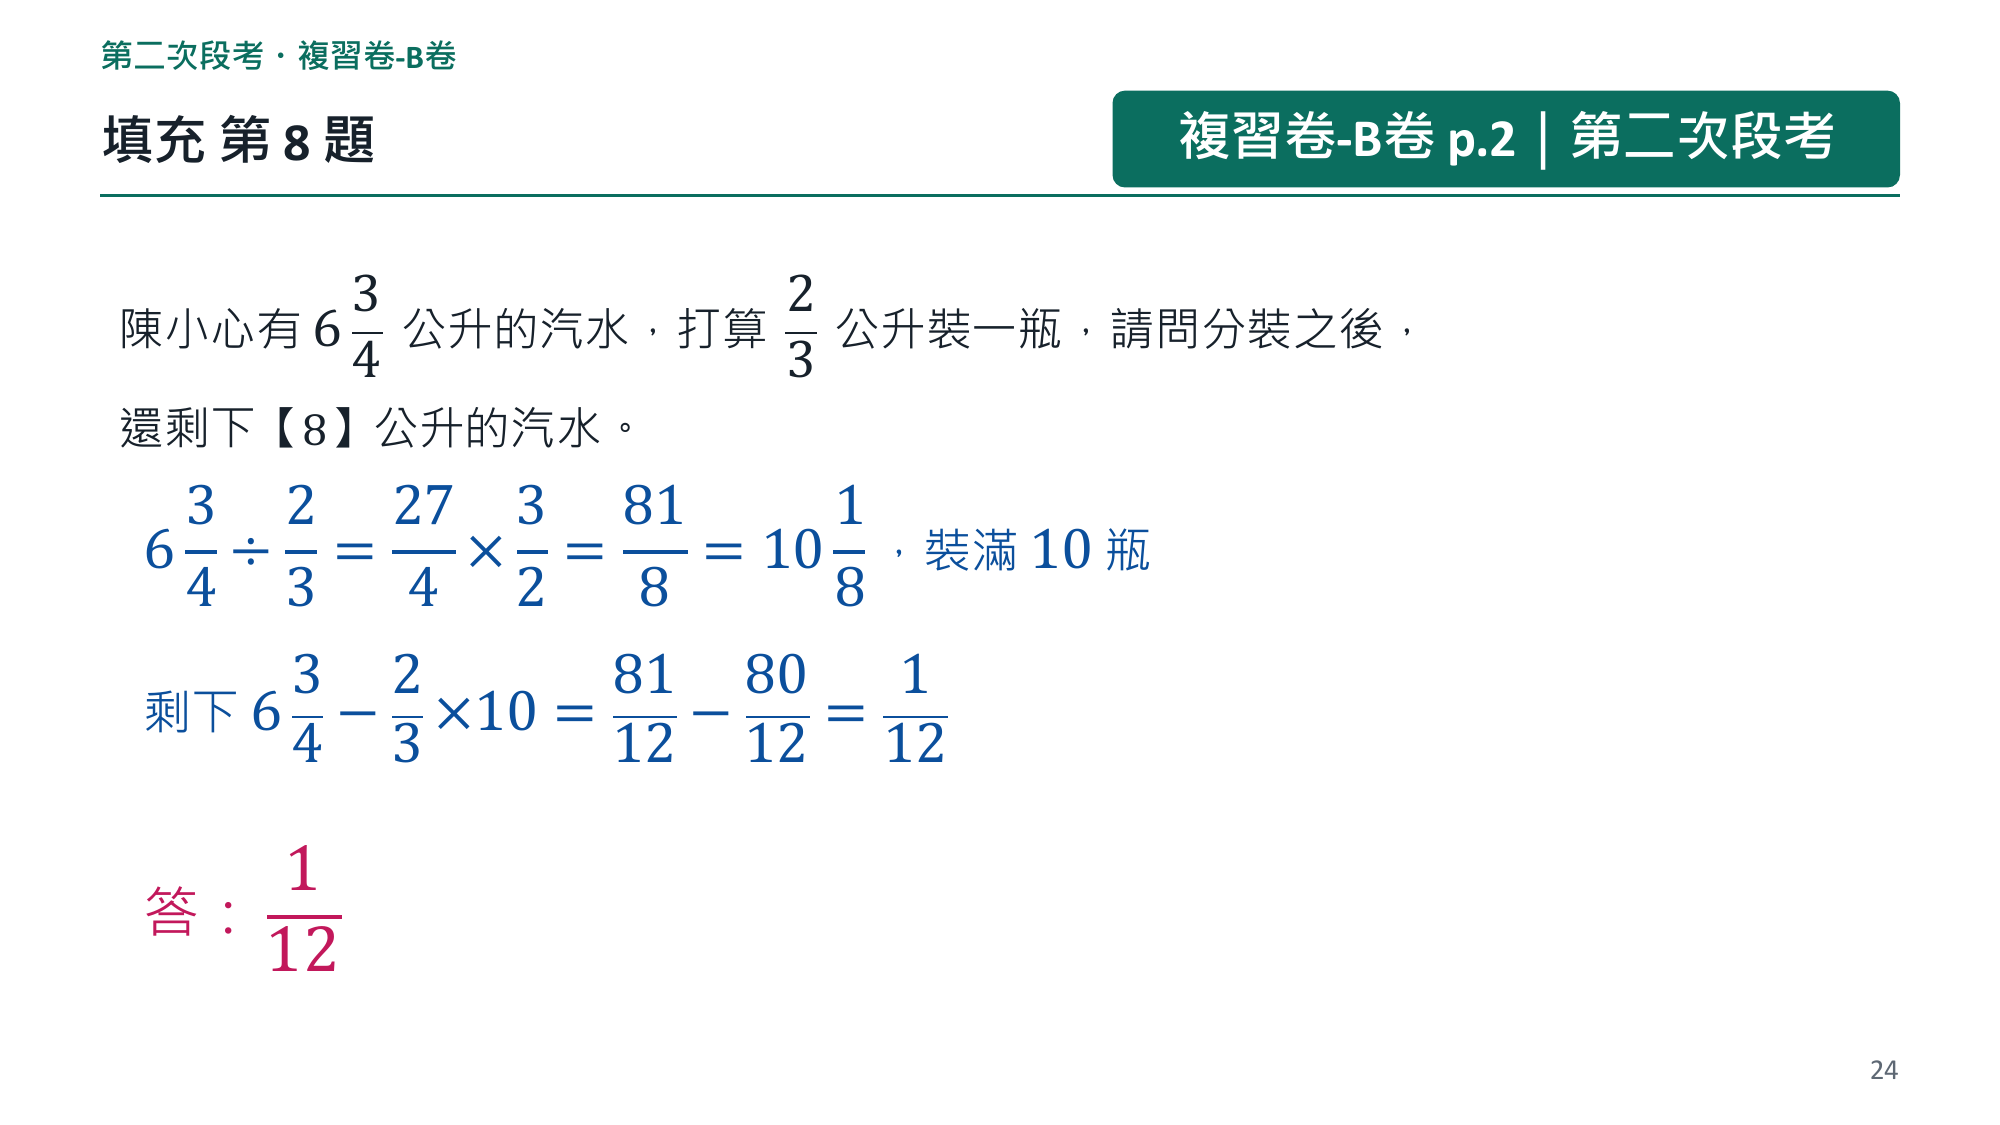 第二次段考・複習卷-B卷
填充 第 8 題
複習卷-B卷 p.2｜第二次段考
陳小心有 6 3/4 公升的汽水，打算 2/3 公升裝一瓶，請問分裝之後，
還剩下【8】公升的汽水。
6 3/4 ÷ 2/3 = 27/4 × 3/2 = 81/8 = 10 1/8，裝滿 10 瓶
剩下 6 3/4 − 2/3 ×10 = 81/12 − 80/12 = 1/12
答：1/12
24